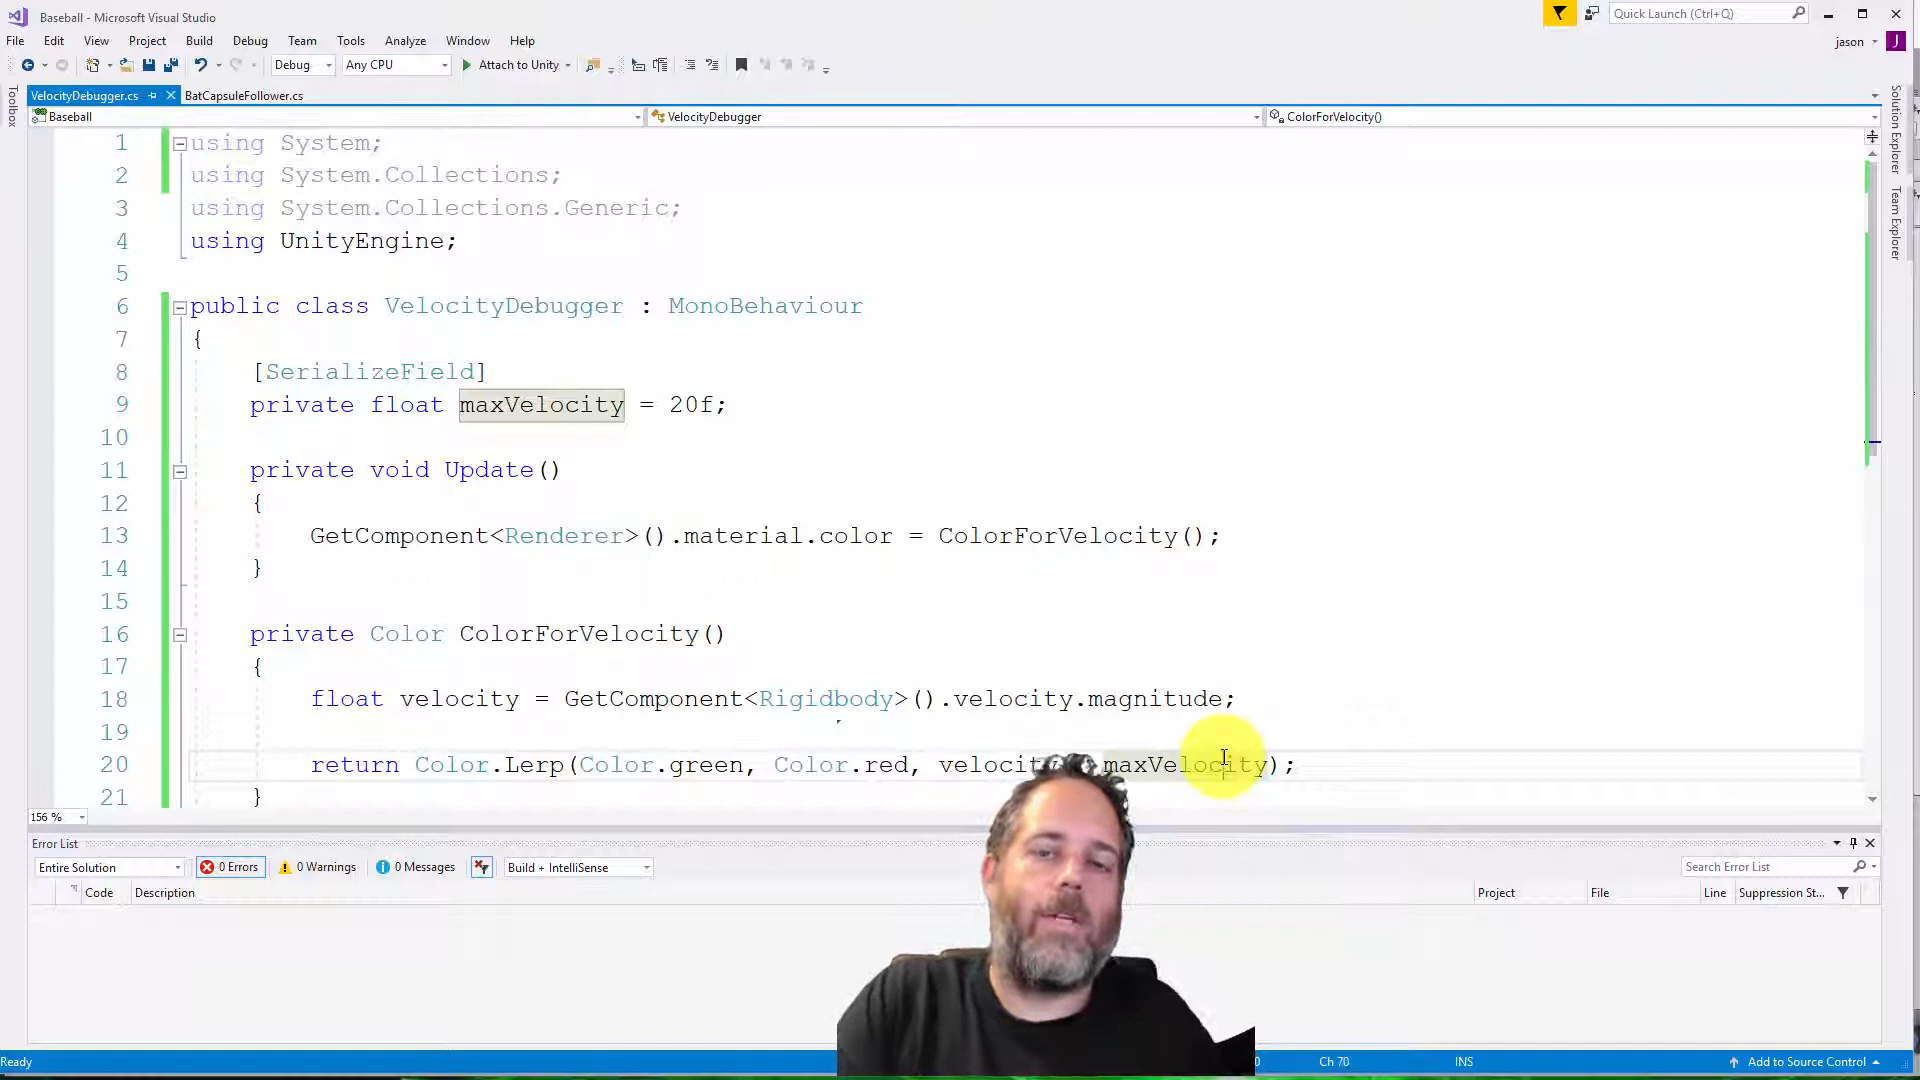 Baseball - Microsoft Visual Studio
Quick Launch (Ctrl+Q)
File Edit View Project Build Debug Team Tools Analyze Window Help
jason J
Debug Any CPU Attach to Unity
VelocityDebugger.cs BatCapsuleFollower.cs
Toolbox
Solution Explorer
Team Explorer
Baseball VelocityDebugger ColorForVelocity()
1 using System;
2 using System.Collections;
3 using System.Collections.Generic;
4 using UnityEngine;
5
6 public class VelocityDebugger : MonoBehaviour
7 {
8 [SerializeField]
9 private float maxVelocity = 20f;
10
11 private void Update()
12 {
13 GetComponent<Renderer>().material.color = ColorForVelocity();
14 }
15
16 private Color ColorForVelocity()
17 {
18 float velocity = GetComponent<Rigidbody>().velocity.magnitude;
19
20 return Color.Lerp(Color.green, Color.red, velocity maxVelocity);
21 }
156 %
Error List
Entire Solution 0 Errors 0 Warnings 0 Messages Build + IntelliSense Search Error List
Code Description Project File Line Suppression St...
Ready Ch 70 INS Add to Source Control